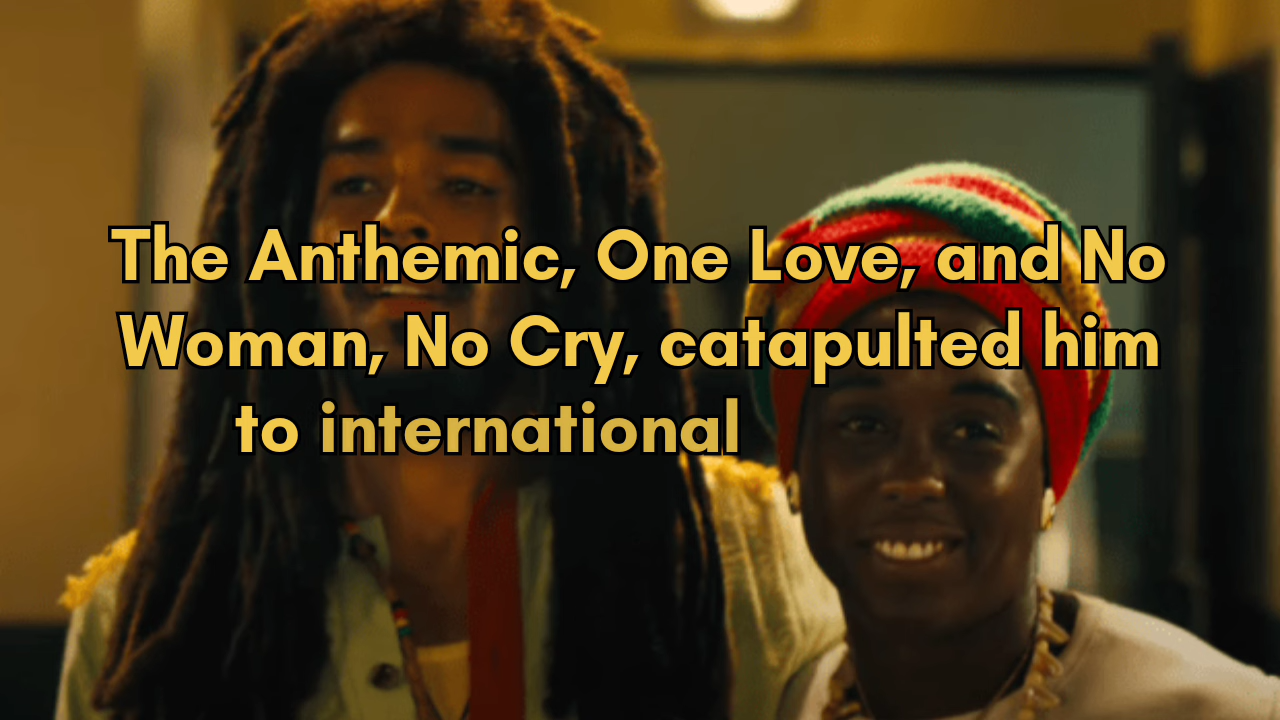 The Anthemic, One Love, and No
Woman, No Cry, catapulted him
to international